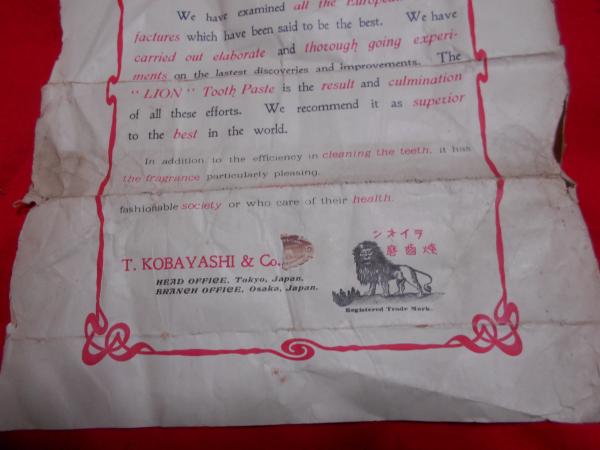 We have examined all the European
factures which have been said to be the best. We have
carried out elaborate and thorough going experi-
ments on the lastest discoveries and improvements. The
"LION" Tooth Paste is the result and culmination
of all these efforts. We recommend it as superior
to the best in the world.
In addition to the efficiency in cleaning the teeth, it has
the fragrance particularly pleasing.
fashionable society or who care of their health.
T. KOBAYASHI & Co.
HEAD OFFICE, Tokyo, Japan.
BRANCH OFFICE, Osaka, Japan.
ンオイラ
磨齒煉
Registered Trade Mark.